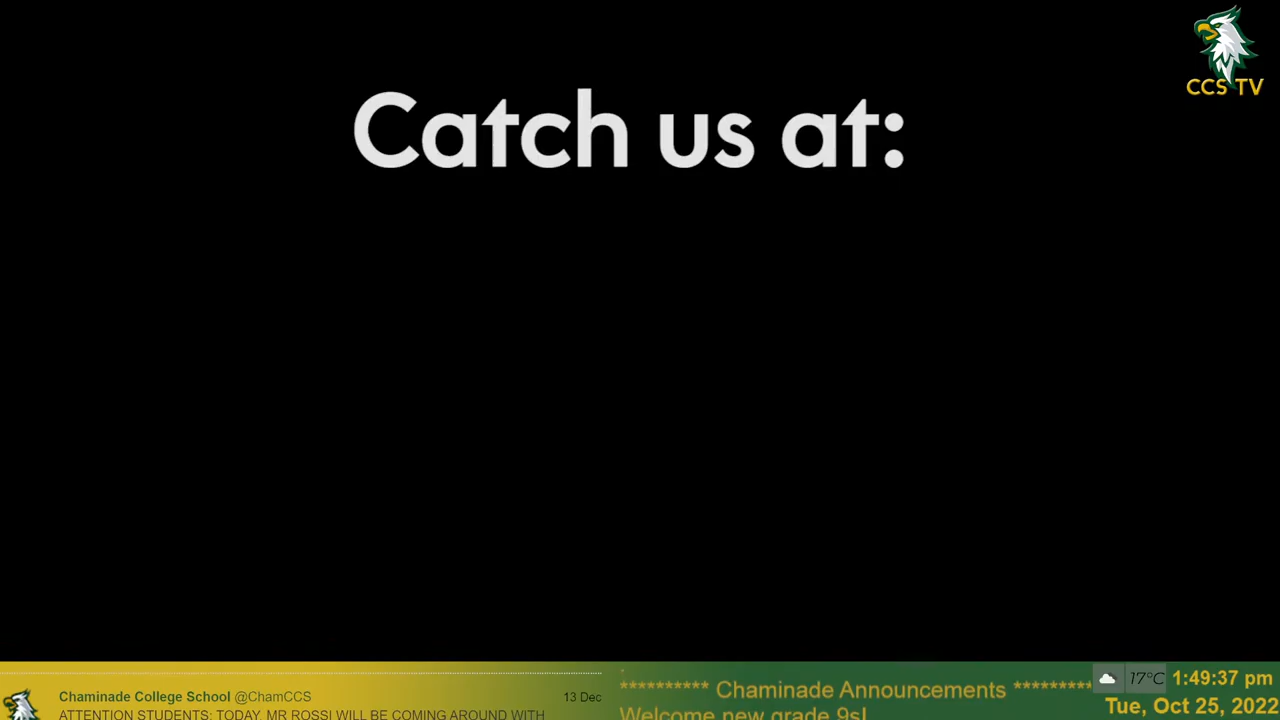 CCS TV
Catch us at:
Chaminade College School @ChamCCS 13 Dec
ATTENTION STUDENTS: TODAY, MR ROSSI WILL BE COMING AROUND WITH
********** Chaminade Announcements *********
Welcome new grade 9s!
17°C 1:49:37 pm
Tue, Oct 25, 2022